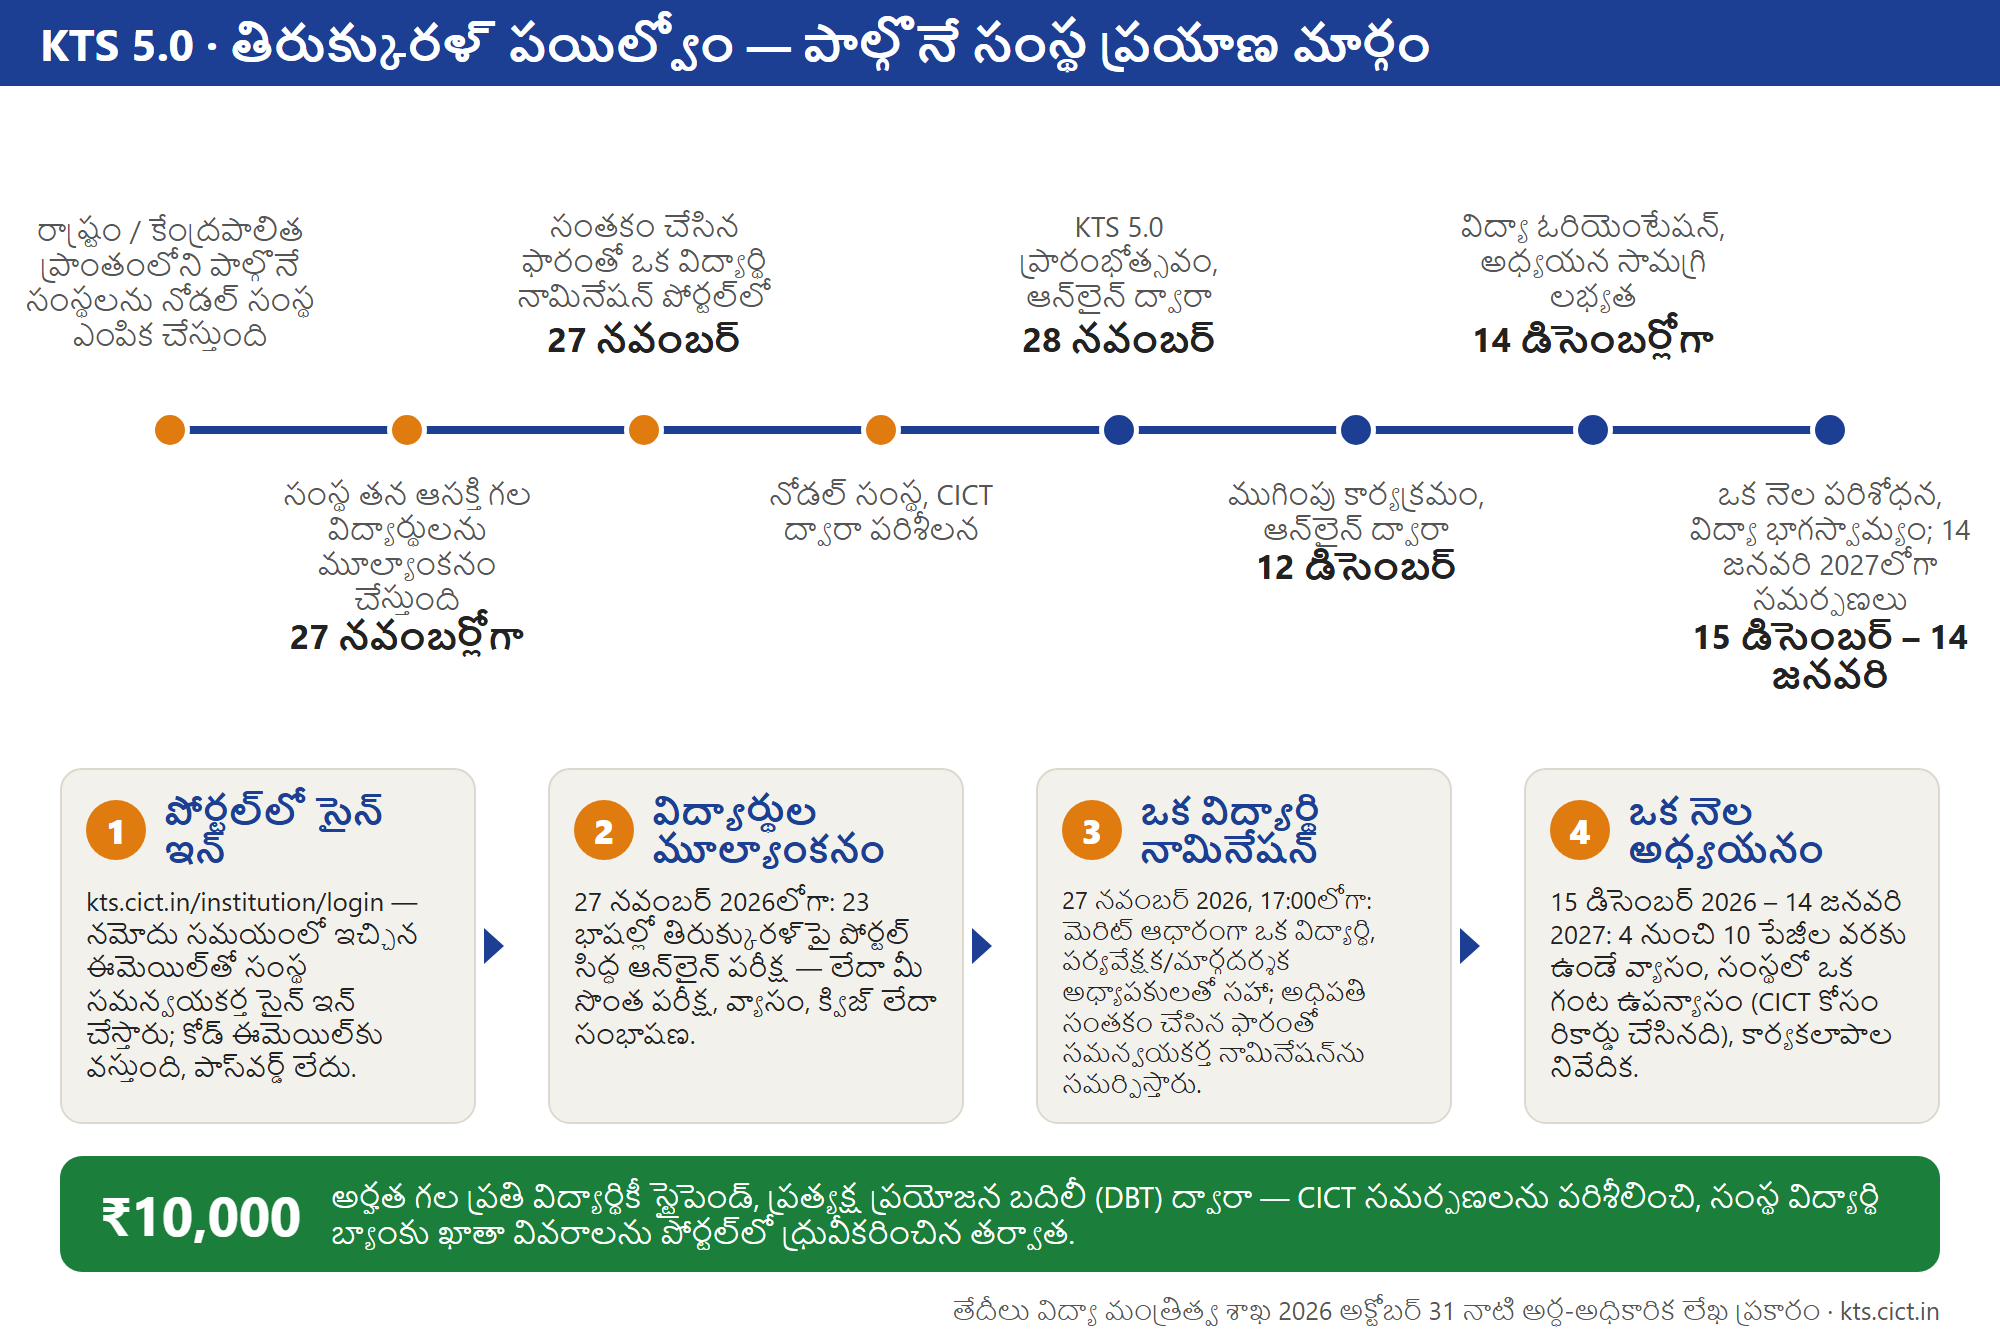 KTS 5.0 · తిరుక్కురళ్ పయిల్వోం — పాల్గొనే సంస్థ ప్రయాణ మార్గం
రాష్ట్రం / కేంద్రపాలిత
ప్రాంతంలోని పాల్గొనే
సంస్థలను నోడల్ సంస్థ
ఎంపిక చేస్తుంది
సంతకం చేసిన
ఫారంతో ఒక విద్యార్థి
నామినేషన్ పోర్టల్‌లో
27 నవంబర్
KTS 5.0
ప్రారంభోత్సవం,
ఆన్‌లైన్ ద్వారా
28 నవంబర్
విద్యా ఓరియెంటేషన్,
అధ్యయన సామగ్రి
లభ్యత
14 డిసెంబర్లోగా
సంస్థ తన ఆసక్తి గల
విద్యార్థులను
మూల్యాంకనం
చేస్తుంది
27 నవంబర్లోగా
నోడల్ సంస్థ, CICT
ద్వారా పరిశీలన
ముగింపు కార్యక్రమం,
ఆన్‌లైన్ ద్వారా
12 డిసెంబర్
ఒక నెల పరిశోధన,
విద్యా భాగస్వామ్యం; 14
జనవరి 2027లోగా
సమర్పణలు
15 డిసెంబర్ – 14
జనవరి
1
పోర్టల్‌లో సైన్
ఇన్
kts.cict.in/institution/login —
నమోదు సమయంలో ఇచ్చిన
ఈమెయిల్‌తో సంస్థ
సమన్వయకర్త సైన్ ఇన్
చేస్తారు; కోడ్ ఈమెయిల్‌కు
వస్తుంది, పాస్‌వర్డ్ లేదు.
2
విద్యార్థుల
మూల్యాంకనం
27 నవంబర్ 2026లోగా: 23
భాషల్లో తిరుక్కురళ్‌పై పోర్టల్
సిద్ధ ఆన్‌లైన్ పరీక్ష — లేదా మీ
సొంత పరీక్ష, వ్యాసం, క్విజ్ లేదా
సంభాషణ.
3
ఒక విద్యార్థి
నామినేషన్
27 నవంబర్ 2026, 17:00లోగా:
మెరిట్ ఆధారంగా ఒక విద్యార్థి,
పర్యవేక్షక/మార్గదర్శక
అధ్యాపకులతో సహా; అధిపతి
సంతకం చేసిన ఫారంతో
సమన్వయకర్త నామినేషన్‌ను
సమర్పిస్తారు.
4
ఒక నెల
అధ్యయనం
15 డిసెంబర్ 2026 – 14 జనవరి
2027: 4 నుంచి 10 పేజీల వరకు
ఉండే వ్యాసం, సంస్థలో ఒక
గంట ఉపన్యాసం (CICT కోసం
రికార్డు చేసినది), కార్యకలాపాల
నివేదిక.
₹10,000
అర్హత గల ప్రతి విద్యార్థికీ స్టైపెండ్, ప్రత్యక్ష ప్రయోజన బదిలీ (DBT) ద్వారా — CICT సమర్పణలను పరిశీలించి, సంస్థ విద్యార్థి
బ్యాంకు ఖాతా వివరాలను పోర్టల్‌లో ధ్రువీకరించిన తర్వాత.
తేదీలు విద్యా మంత్రిత్వ శాఖ 2026 అక్టోబర్ 31 నాటి అర్ధ-అధికారిక లేఖ ప్రకారం · kts.cict.in